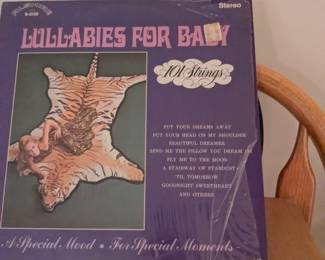 Stereo
LULLABIES FOR BABY
101 Strings
PUT YOUR DREAMS AWAY
PUT YOUR HEAD ON MY SHOULDER
BEAUTIFUL DREAMER
SEND ME THE PILLOW YOU DREAM ON
FLY ME TO THE MOON
A STAIRWAY OF STARDUST
'TIL TOMORROW
GOODNIGHT SWEETHEART
AND OTHERS
A Special Mood • For Special Moments